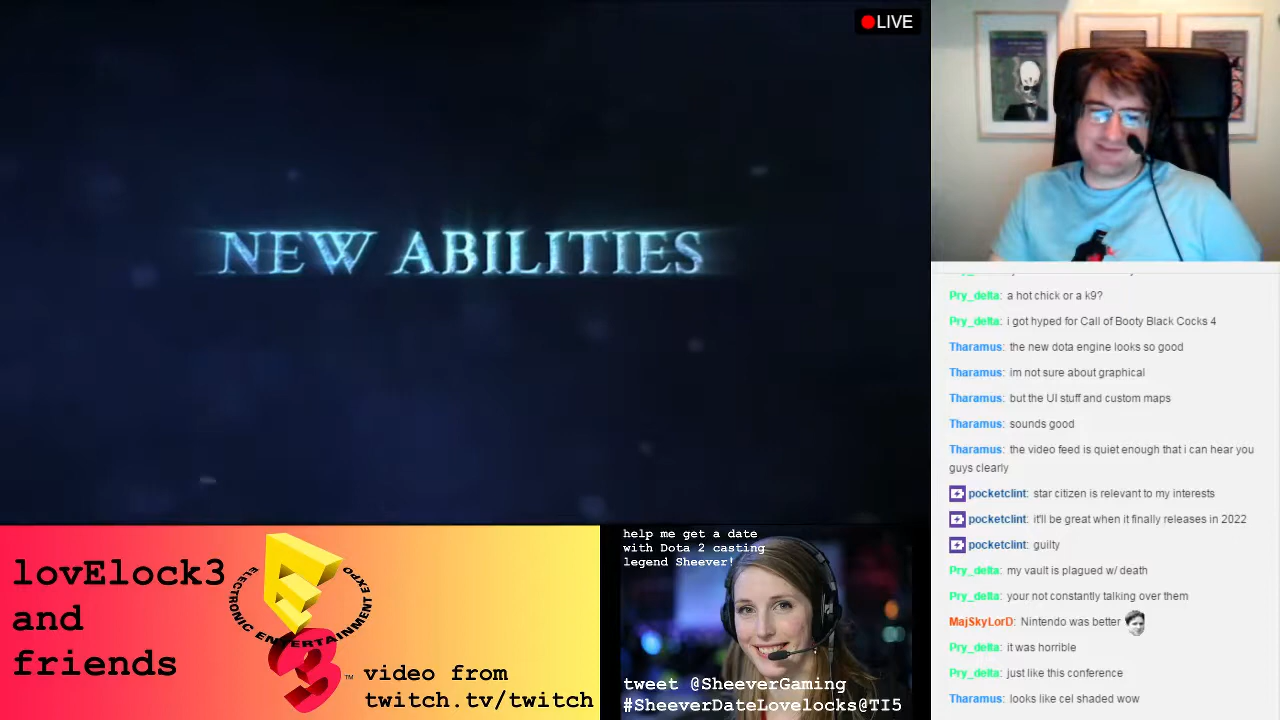 LIVE
NEW ABILITIES
Pry_delta: a hot chick or a k9?
Pry_delta: i got hyped for Call of Booty Black Cocks 4
Tharamus: the new dota engine looks so good
Tharamus: im not sure about graphical
Tharamus: but the UI stuff and custom maps
Tharamus: sounds good
Tharamus: the video feed is quiet enough that i can hear you
guys clearly
pocketclint: star citizen is relevant to my interests
pocketclint: it'll be great when it finally releases in 2022
pocketclint: guilty
Pry_delta: my vault is plagued w/ death
Pry_delta: your not constantly talking over them
MajSkyLorD: Nintendo was better
Pry_delta: it was horrible
Pry_delta: just like this conference
Tharamus: looks like cel shaded wow
lovElock3
and
friends
ELECTRONIC ENTERTAINMENT EXPO
E3
TM
video from
twitch.tv/twitch
help me get a date
with Dota 2 casting
legend Sheever!
tweet @SheeverGaming
#SheeverDateLovelocks@TI5